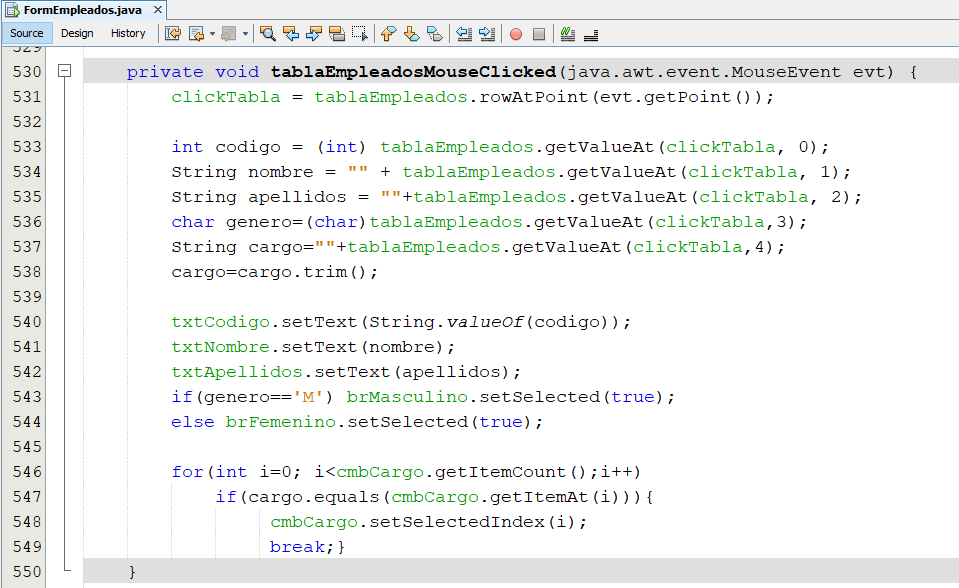 FormEmpleados.java
Source Design History
529
530 private void tablaEmpleadosMouseClicked(java.awt.event.MouseEvent evt) {
531 clickTabla = tablaEmpleados.rowAtPoint(evt.getPoint());
532
533 int codigo = (int) tablaEmpleados.getValueAt(clickTabla, 0);
534 String nombre = "" + tablaEmpleados.getValueAt(clickTabla, 1);
535 String apellidos = ""+tablaEmpleados.getValueAt(clickTabla, 2);
536 char genero=(char)tablaEmpleados.getValueAt(clickTabla,3);
537 String cargo=""+tablaEmpleados.getValueAt(clickTabla,4);
538 cargo=cargo.trim();
539
540 txtCodigo.setText(String.valueOf(codigo));
541 txtNombre.setText(nombre);
542 txtApellidos.setText(apellidos);
543 if(genero=='M') brMasculino.setSelected(true);
544 else brFemenino.setSelected(true);
545
546 for(int i=0; i<cmbCargo.getItemCount();i++)
547 if(cargo.equals(cmbCargo.getItemAt(i))){
548 cmbCargo.setSelectedIndex(i);
549 break;}
550 }